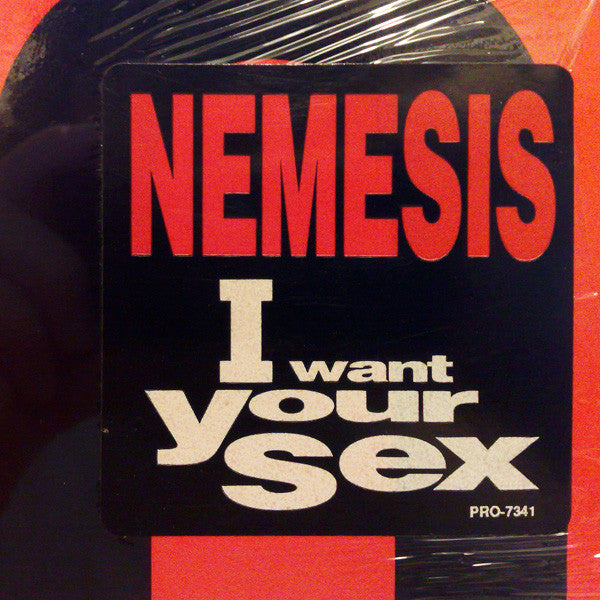 NEMESIS
I want
your
sex
PRO-7341